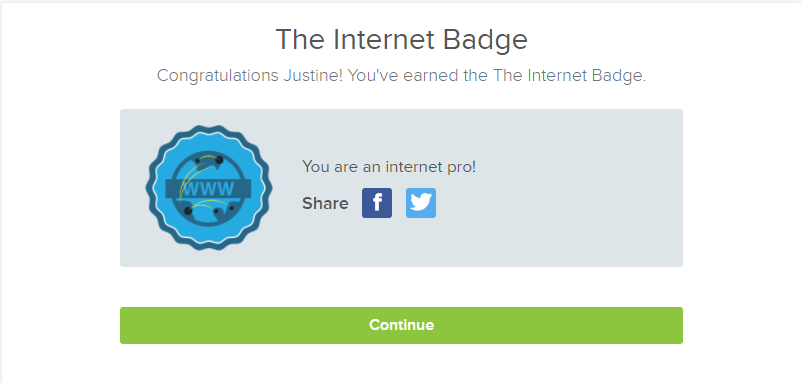 The Internet Badge
Congratulations Justine! You've earned the The Internet Badge.
WWW
You are an internet pro!
Share
Continue